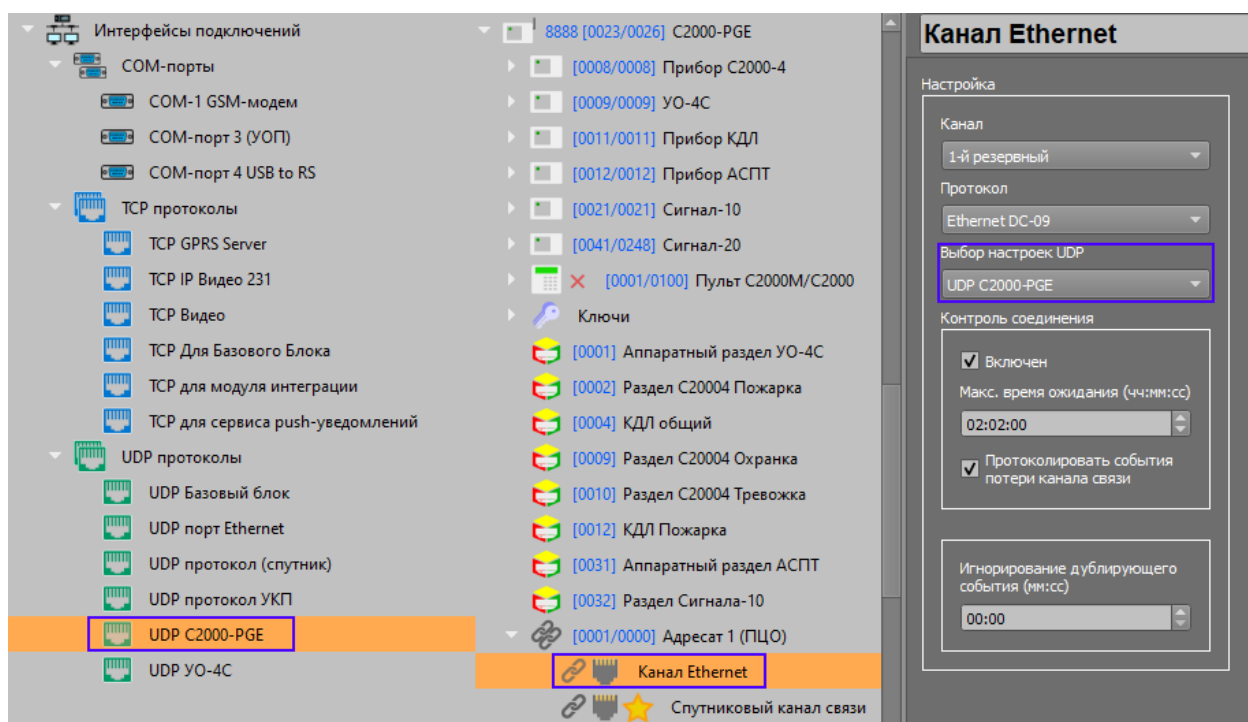 Интерфейсы подключений
COM-порты
COM-1 GSM-модем
COM-порт 3 (УОП)
COM-порт 4 USB to RS
TCP протоколы
TCP GPRS Server
TCP IP Видео 231
TCP Видео
TCP Для Базового Блока
TCP для модуля интеграции
TCP для сервиса push-уведомлений
UDP протоколы
UDP Базовый блок
UDP порт Ethernet
UDP протокол (спутник)
UDP протокол УКП
UDP C2000-PGE
UDP УО-4С
8888 [0023/0026] C2000-PGE
[0008/0008] Прибор С2000-4
[0009/0009] УО-4С
[0011/0011] Прибор КДЛ
[0012/0012] Прибор АСПТ
[0021/0021] Сигнал-10
[0041/0248] Сигнал-20
[0001/0100] Пульт С2000М/С2000
Ключи
[0001] Аппаратный раздел УО-4С
[0002] Раздел С20004 Пожарка
[0004] КДЛ общий
[0009] Раздел С20004 Охранка
[0010] Раздел С20004 Тревожка
[0012] КДЛ Пожарка
[0031] Аппаратный раздел АСПТ
[0032] Раздел Сигнала-10
[0001/0000] Адресат 1 (ПЦО)
Канал Ethernet
Спутниковый канал связи
Канал Ethernet
Настройка
Канал
1-й резервный
Протокол
Ethernet DC-09
Выбор настроек UDP
UDP C2000-PGE
Контроль соединения
Включен
Макс. время ожидания (чч:мм:сс)
02:02:00
Протоколировать события
потери канала связи
Игнорирование дублирующего
события (мм:сс)
00:00